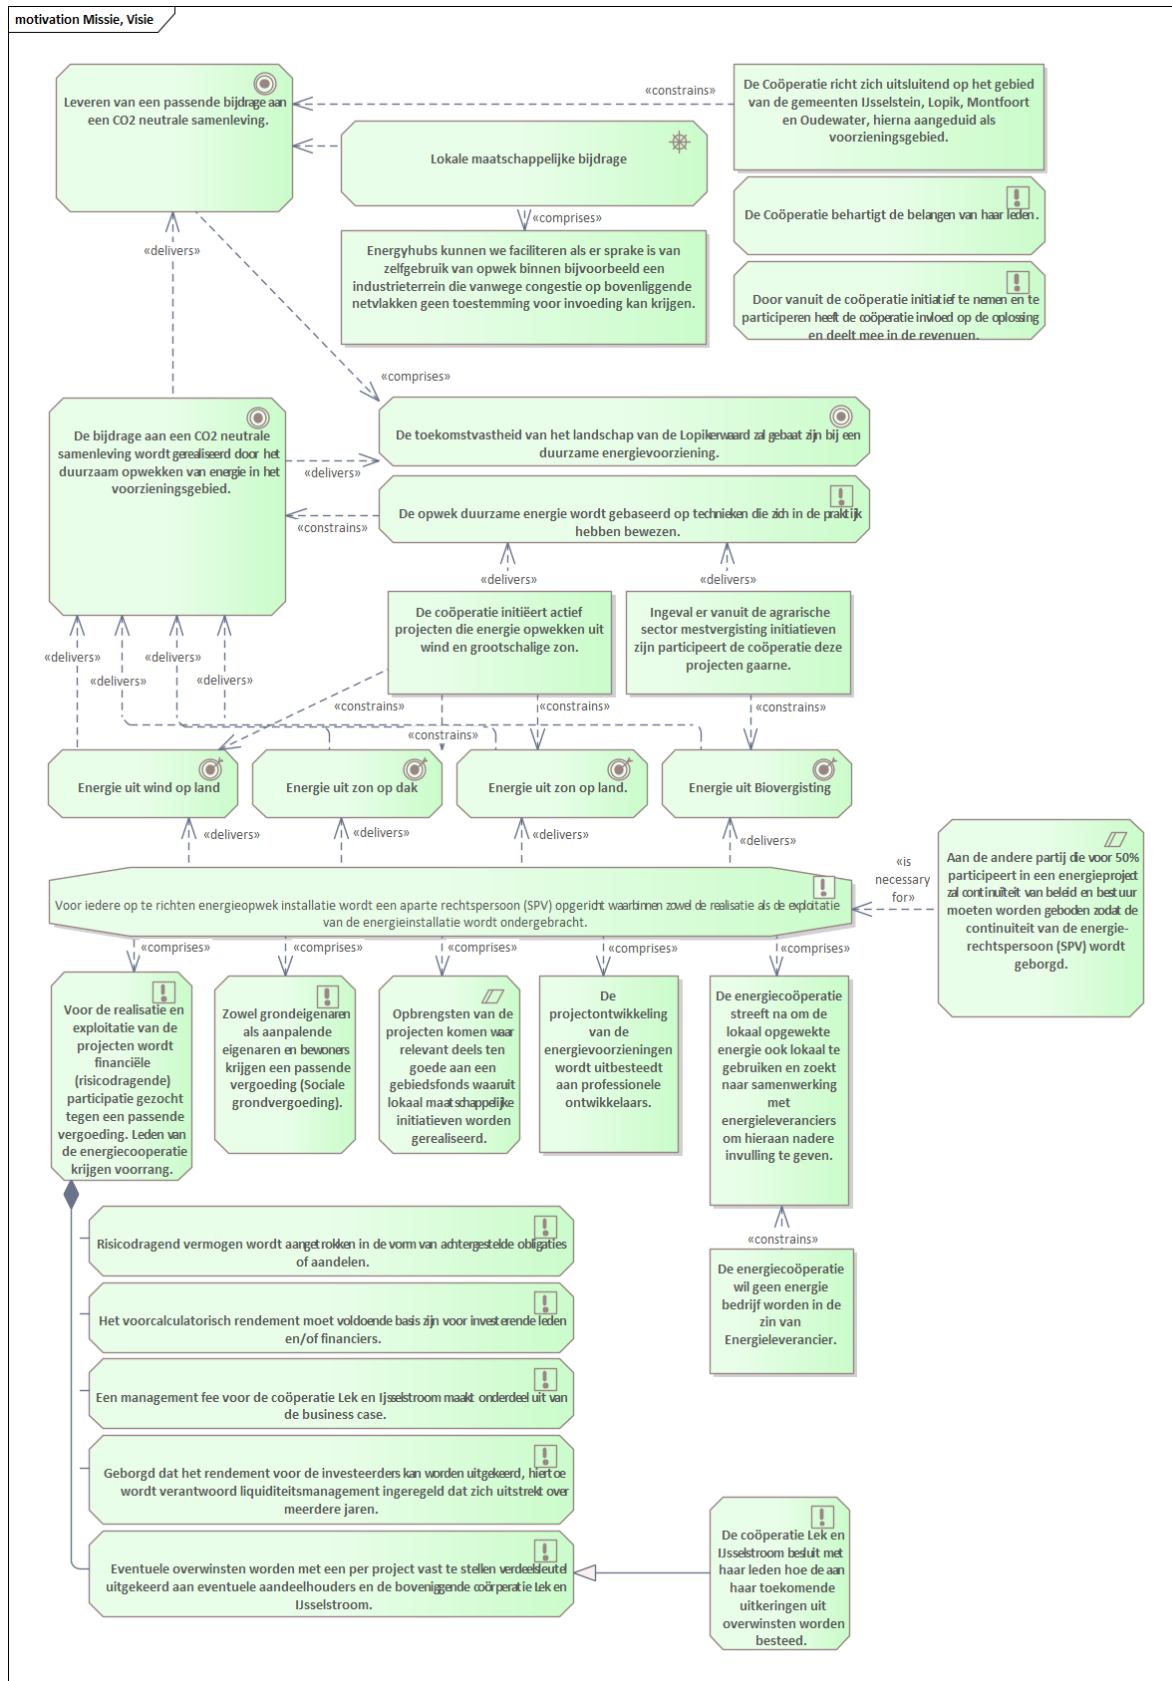 motivation Missie, Visie
Leveren van een passende bijdrage aan
een CO2 neutrale samenleving.
«constrains»
De Coöperatie richt zich uitsluitend op het gebied
van de gemeenten IJsselstein, Lopik, Montfoort
en Oudewater, hierna aangeduid als
voorzieningsgebied.
Lokale maatschappelijke bijdrage
De Coöperatie behartigt de belangen van haar leden.
«comprises»
«delivers»
Energyhubs kunnen we faciliteren als er sprake is van
zelfgebruik van opwek binnen bijvoorbeeld een
industrieterrein die vanwege congestie op bovenliggende
netvlakken geen toestemming voor invoeding kan krijgen.
Door vanuit de coöperatie initiatief te nemen en te
participeren heeft de coöperatie invloed op de oplossing
en deelt mee in de revenuen.
«comprises»
De bijdrage aan een CO2 neutrale
samenleving wordt gerealiseerd door het
duurzaam opwekken van energie in het
voorzieningsgebied.
De toekomstvastheid van het landschap van de Lopikerwaard zal gebaat zijn bij een
duurzame energievoorziening.
«delivers»
De opwek duurzame energie wordt gebaseerd op technieken die zich in de praktijk
hebben bewezen.
«constrains»
«delivers»
«delivers»
De coöperatie initiëert actief
projecten die energie opwekken uit
wind en grootschalige zon.
Ingeval er vanuit de agrarische
sector mestvergisting initiatieven
zijn participeert de coöperatie deze
projecten gaarne.
«delivers»
«delivers»
«delivers»
«delivers»
«constrains»
«constrains»
«constrains»
«constrains»
Energie uit wind op land
Energie uit zon op dak
Energie uit zon op land.
Energie uit Biovergisting
«delivers»
«delivers»
«delivers»
«delivers»
Voor iedere op te richten energieopwek installatie wordt een aparte rechtspersoon (SPV) opgericht waarbinnen zowel de realisatie als de exploitatie
van de energieinstallatie wordt ondergebracht.
«is
necessary
for»
Aan de andere partij die voor 50%
participeert in een energieproject
zal continuïteit van beleid en bestuur
moeten worden geboden zodat de
continuiteit van de energie-
rechtspersoon (SPV) wordt
geborgd.
«comprises»
«comprises»
«comprises»
«comprises»
«comprises»
Voor de realisatie en
exploitatie van de
projecten wordt
financiële
(risicodragende)
participatie gezocht
tegen een passende
vergoeding. Leden van
de energiecooperatie
krijgen voorrang.
Zowel grondeigenaren
als aanpalende
eigenaren en bewoners
krijgen een passende
vergoeding (Sociale
grondvergoeding).
Opbrengsten van de
projecten komen waar
relevant deels ten
goede aan een
gebiedsfonds waaruit
lokaal maatschappelijke
initiatieven worden
gerealiseerd.
De
projectontwikkeling
van de
energievoorzieningen
wordt uitbesteedt
aan professionele
ontwikkelaars.
De energiecoöperatie
streeft na om de
lokaal opgewekte
energie ook lokaal te
gebruiken en zoekt
naar samenwerking
met
energieleveranciers
om hieraan nadere
invulling te geven.
«constrains»
De energiecoöperatie
wil geen energie
bedrijf worden in de
zin van
Energieleverancier.
Risicodragend vermogen wordt aangetrokken in de vorm van achtergestelde obligaties
of aandelen.
Het voorcalculatorisch rendement moet voldoende basis zijn voor investerende leden
en/of financiers.
Een management fee voor de coöperatie Lek en Ijsselstroom maakt onderdeel uit van
de business case.
Geborgd dat het rendement voor de investeerders kan worden uitgekeerd, hiertoe
wordt verantwoord liquiditeitsmanagement ingeregeld dat zich uitstrekt over
meerdere jaren.
Eventuele overwinsten worden met een per project vast te stellen verdeelsleutel
uitgekeerd aan eventuele aandeelhouders en de boveniggende coörperatie Lek en
IJsselstroom.
De coöperatie Lek en
IJsselstroom besluit met
haar leden hoe de aan
haar toekomende
uitkeringen uit
overwinsten worden
besteed.